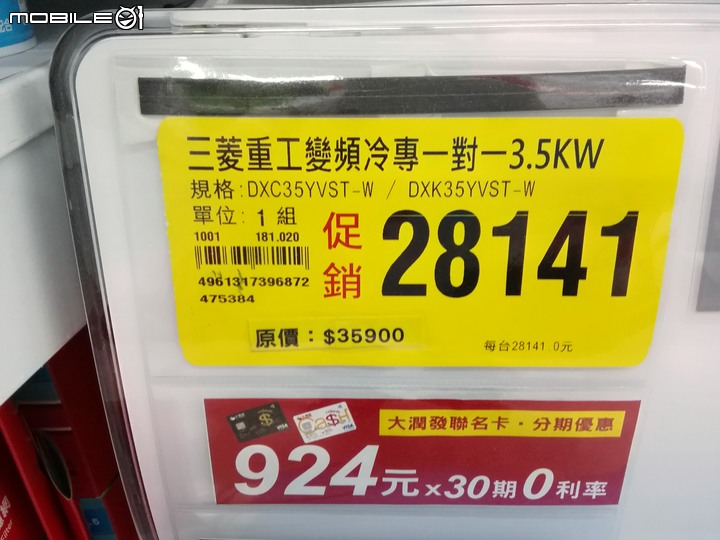 MOBILE01
三菱重工變頻冷專一對一3.5KW
規格:DXC35YVST-W / DXK35YVST-W
單位:1組
1001 181.020
促銷
28141
4961317396872
475384
原價:$35900
每台28141.0元
大潤發聯名卡・分期優惠
924元×30期0利率